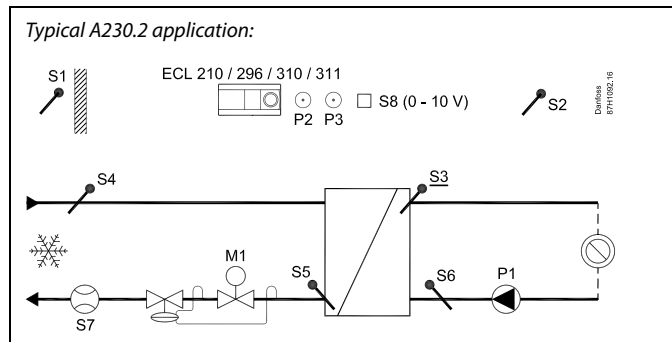 Typical A230.2 application:
S1
ECL 210 / 296 / 310 / 311
P2
P3
S8 (0 - 10 V)
S2
Danfoss
87H1092.16
S4
S3
M1
S5
S6
P1
S7